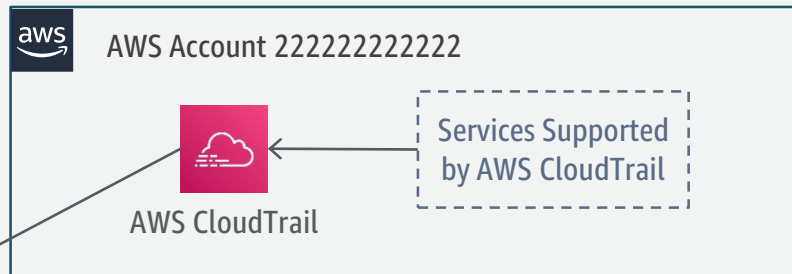 aws
AWS Account 222222222222
Services Supported
by AWS CloudTrail
AWS CloudTrail